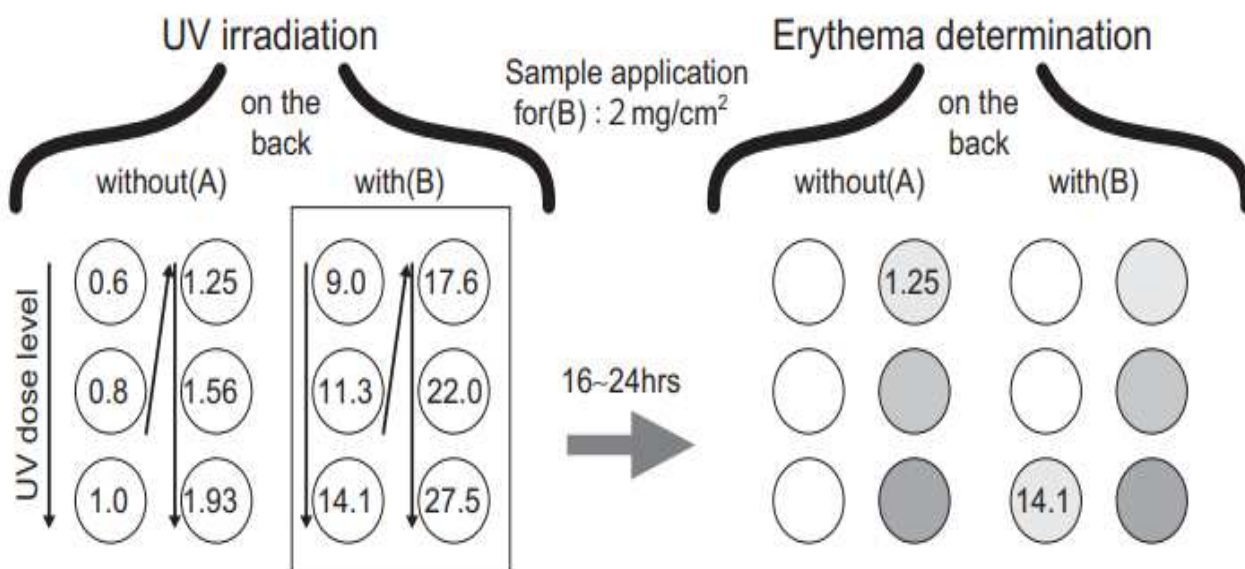 UV irradiation
on the
back
without(A)
with(B)
UV dose level
0.6
1.25
0.8
1.56
1.0
1.93
9.0
17.6
11.3
22.0
14.1
27.5
Sample application
for(B) : 2 mg/cm²
16~24hrs
Erythema determination
on the
back
without(A)
with(B)
1.25
14.1